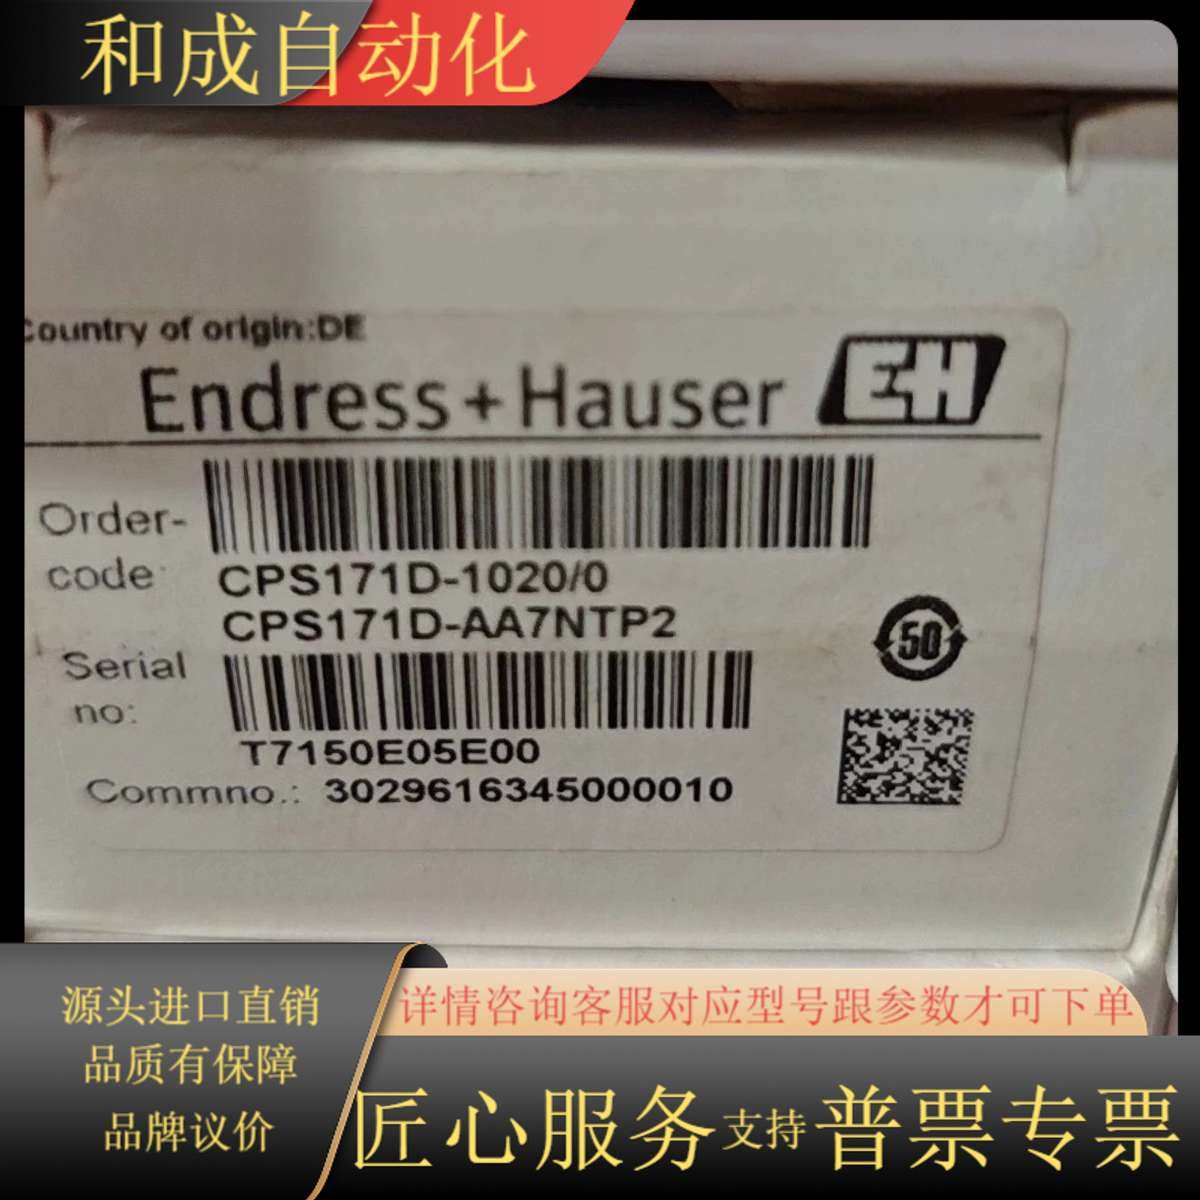 和成自动化
Country of origin:DE
Endress+Hauser EH
Order-
code:
CPS171D-1020/0
CPS171D-AA7NTP2
50
Serial
no:
T7150E05E00
Commno.: 3029616345000010
源头进口直销
品质有保障
品牌议价
详情咨询客服对应型号跟参数才可下单
匠心服务支持普票专票